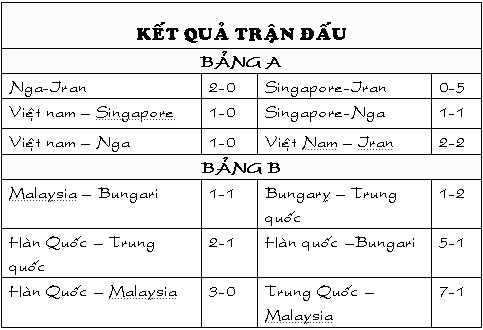 KẾT QUẢ TRẬN ĐẤU
BẢNG A
Nga-Iran 2-0 Singapore-Iran 0-5
Việt nam – Singapore 1-0 Singapore-Nga 1-1
Việt nam – Nga 1-0 Việt Nam – Iran 2-2
BẢNG B
Malaysia – Bungari 1-1 Bungary – Trung quốc 1-2
Hàn Quốc – Trung quốc 2-1 Hàn quốc –Bungari 5-1
Hàn Quốc – Malaysia 3-0 Trung Quốc – Malaysia 7-1